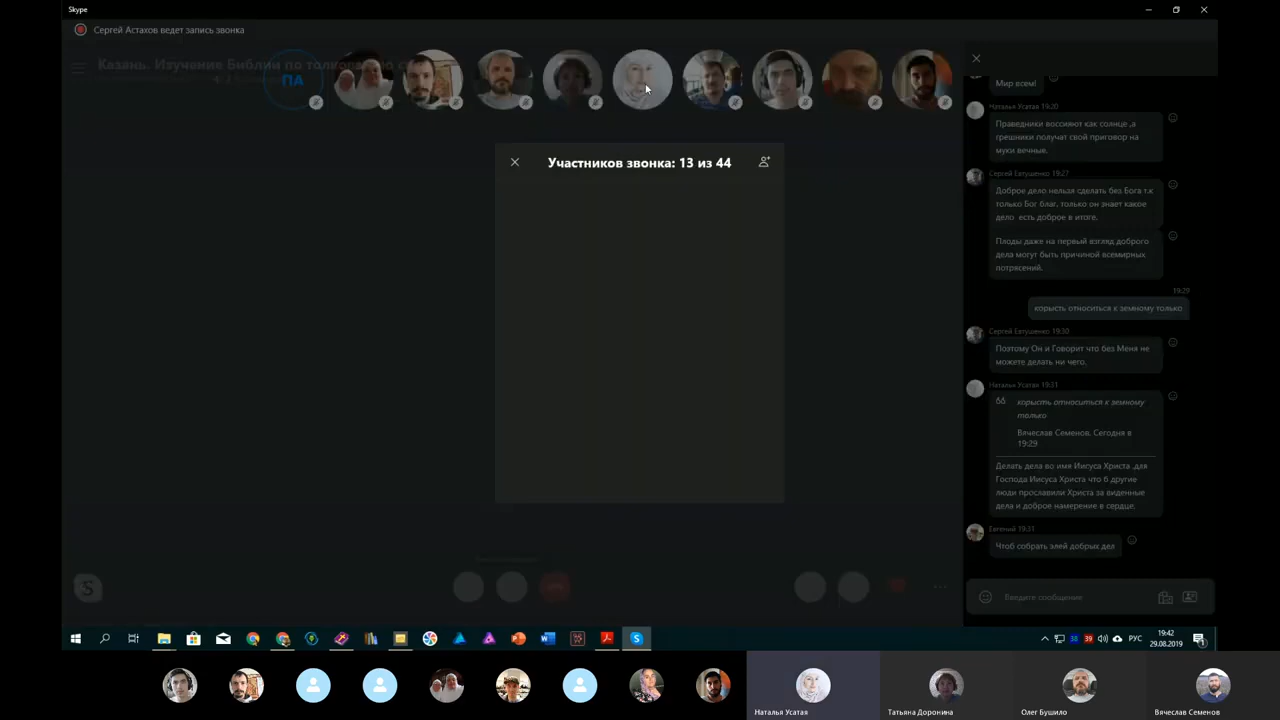 Skype
Сергей Астахов ведет запись звонка
Казань. Изучение Библии по толкованию с
ПА
Участников звонка: 13 из 44
Мир всем!
Наталья Усатая 19:20
Праведники воссияют как солнце ,а
грешники получат свой приговор на
муки вечные.
Сергей Евтушенко 19:27
Доброе дело нельзя сделать без Бога т.к
только Бог благ, только он знает какое
дело есть доброе в итоге.
Плоды даже на первый взгляд доброго
дела могут быть причиной всемирных
потрясений.
19:29
корысть относиться к земному только
Сергей Евтушенко 19:30
Поэтому Он и Говорит что без Меня не
можете делать ни чего.
Наталья Усатая 19:31
корысть относиться к земному
только
Вячеслав Семенов, Сегодня в
19:29
Делать дела во имя Иисуса Христа ,для
Господа Иисуса Христа что б другие
люди прославили Христа за виденные
дела и доброе намерение в сердце.
Евгений 19:31
Чтоб собрать элей добрых дел
Введите сообщение
38
39
РУС
19:42
29.08.2019
Наталья Усатая
Татьяна Доронина
Олег Бушило
Вячеслав Семенов